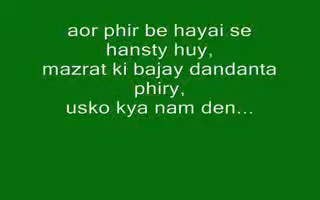 aor phir be hayai se
hansty huy,
mazrat ki bajay dandanta
phiry,
usko kya nam den...